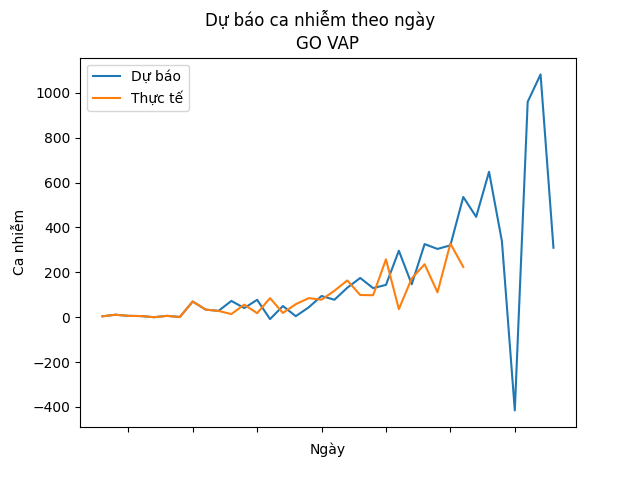 Dự báo ca nhiễm theo ngày
GO VAP
Dự báo
Thực tế
1000
800
600
400
200
0
−200
−400
Ca nhiễm
Ngày